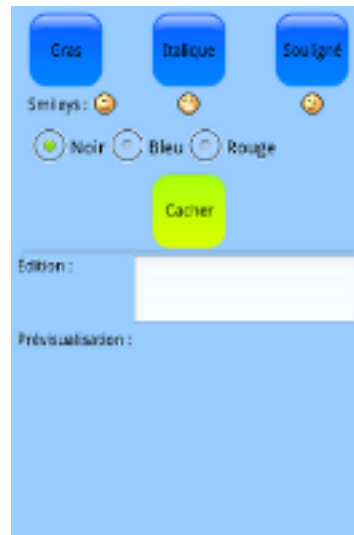 Gras Italique Souligné
Smileys :
Noir Bleu Rouge
Cacher
Edition :
Prévisualisation :